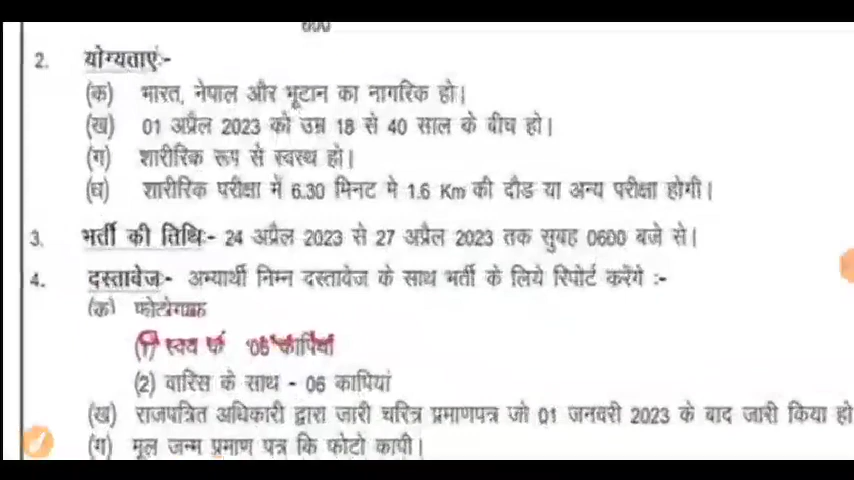 2. योग्यताएं:-
(क) भारत, नेपाल और भूटान का नागरिक हो।
(ख) 01 अप्रैल 2023 को उम्र 18 से 40 साल के बीच हो।
(ग) शारीरिक रूप से स्वस्थ हो।
(घ) शारीरिक परीक्षा में 6.30 मिनट मे 1.6 Km की दौड या अन्य परीक्षा होगी।
3. भर्ती की तिथि:- 24 अप्रैल 2023 से 27 अप्रैल 2023 तक सुबह 0600 बजे से।
4. दस्तावेज:- अभ्यार्थी निम्न दस्तावेज के साथ भर्ती के लिये रिपोर्ट करेंगे :-
(क) फोटोग्राफ
(1) स्वय के 06 कापियां
(2) वारिस के साथ - 06 कापियां
(ख) राजपत्रित अधिकारी द्वारा जारी चरित्र प्रमाणपत्र जो 01 जनवरी 2023 के बाद जारी किया हो
(ग) मूल जन्म प्रमाण पत्र कि फोटो कापी।